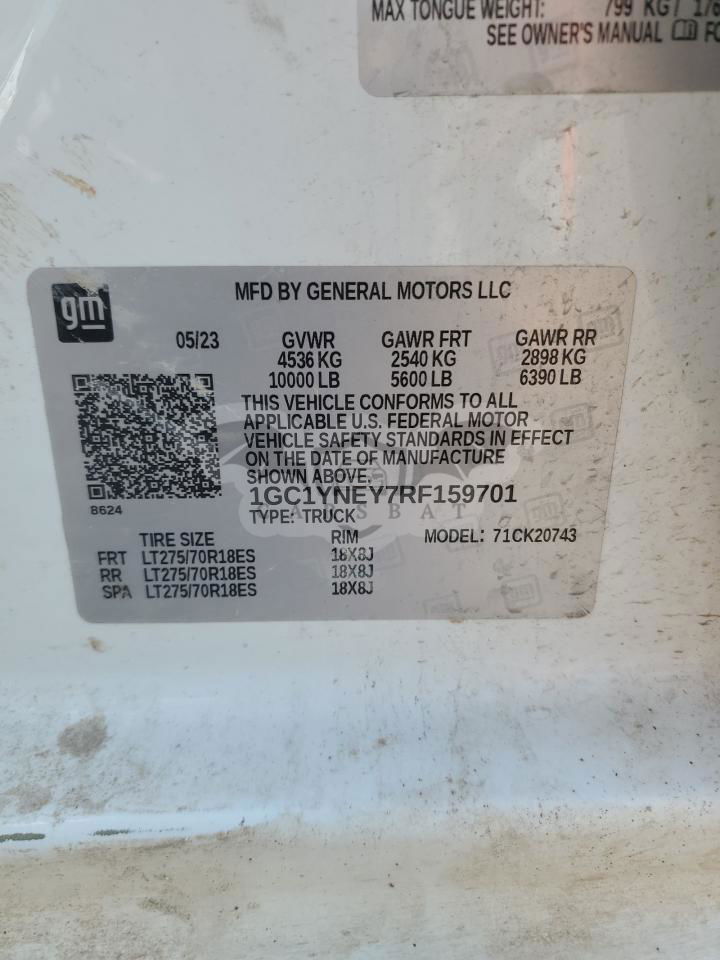 MAX TONGUE WEIGHT: 799 KG
SEE OWNER'S MANUAL
gm
MFD BY GENERAL MOTORS LLC
05/23 GVWR GAWR FRT GAWR RR
4536 KG 2540 KG 2898 KG
10000 LB 5600 LB 6390 LB
THIS VEHICLE CONFORMS TO ALL
APPLICABLE U.S. FEDERAL MOTOR
VEHICLE SAFETY STANDARDS IN EFFECT
ON THE DATE OF MANUFACTURE
SHOWN ABOVE.
8624
1GC1YNEY7RF159701
CARSBAT
TYPE: TRUCK
TIRE SIZE RIM MODEL: 71CK20743
FRT LT275/70R18ES 18X8J
RR LT275/70R18ES 18X8J
SPA LT275/70R18ES 18X8J